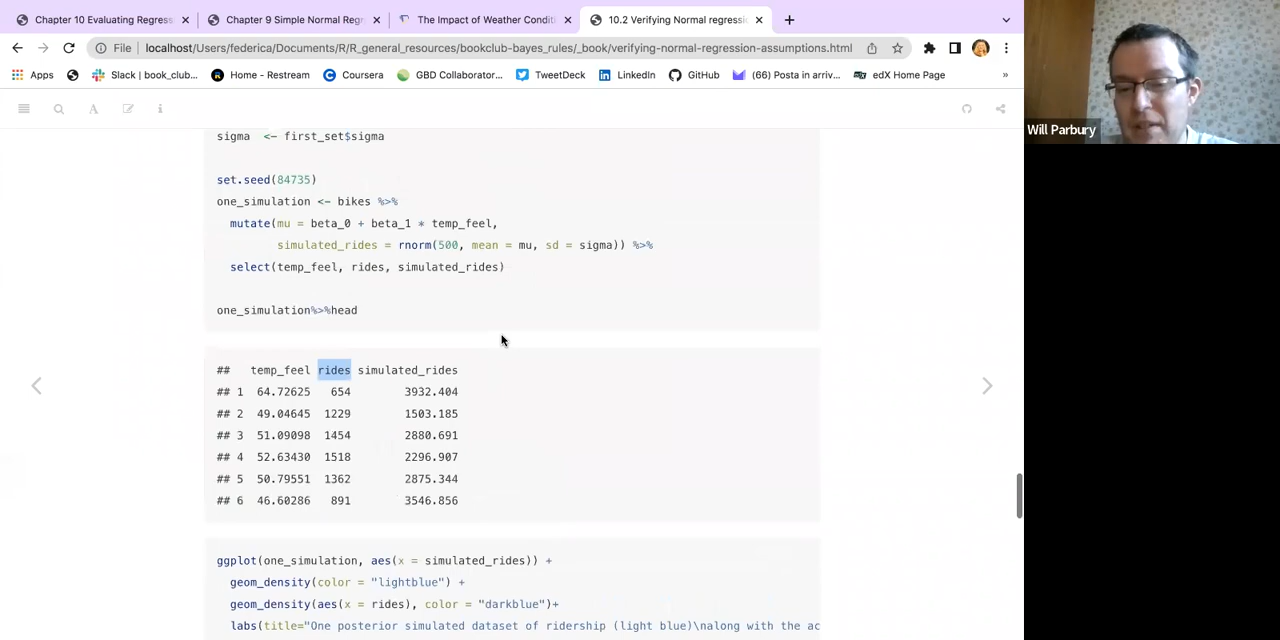 Chapter 10 Evaluating Regress
Chapter 9 Simple Normal Regr
The Impact of Weather Condit
10.2 Verifying Normal regressio
File
localhost/Users/federica/Documents/R/R_general_resources/bookclub-bayes_rules/_book/verifying-normal-regression-assumptions.html
Apps
Slack | book_club...
Home - Restream
Coursera
GBD Collaborator...
TweetDeck
LinkedIn
GitHub
(66) Posta in arriv...
edX Home Page
»
Will Parbury
sigma <- first_set$sigma
set.seed(84735)
one_simulation <- bikes %>%
mutate(mu = beta_0 + beta_1 * temp_feel,
simulated_rides = rnorm(500, mean = mu, sd = sigma)) %>%
select(temp_feel, rides, simulated_rides)
one_simulation%>%head
## temp_feel rides simulated_rides
## 1 64.72625 654 3932.404
## 2 49.04645 1229 1503.185
## 3 51.09098 1454 2880.691
## 4 52.63430 1518 2296.907
## 5 50.79551 1362 2875.344
## 6 46.60286 891 3546.856
ggplot(one_simulation, aes(x = simulated_rides)) +
geom_density(color = "lightblue") +
geom_density(aes(x = rides), color = "darkblue")+
labs(title="One posterior simulated dataset of ridership (light blue)\nalong with the ac